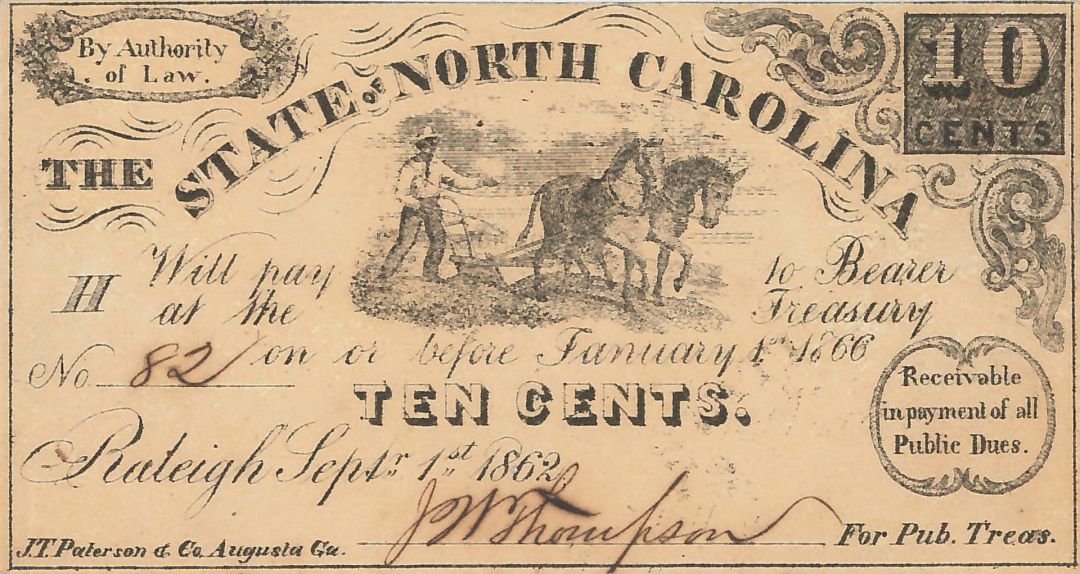 By Authority
of Law.
10
CENTS
THE STATE OF NORTH CAROLINA
H
Will pay to Bearer
at the Treasury
No. 82 on or before January 1st 1866
TEN CENTS.
Receivable
in payment of all
Public Dues.
Raleigh Septr 1st 1862
J.T. Paterson & Co. Augusta Ga. JW Thompson For Pub. Treas.